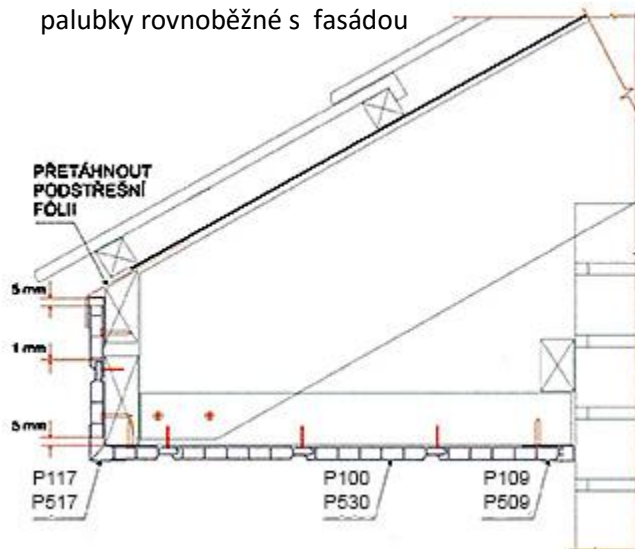 palubky rovnoběžné s fasádou
PŘETÁHNOUT
PODSTŘEŠNÍ
FÓLII
5 mm
1 mm
5 mm
P117 P100 P109
P517 P530 P509